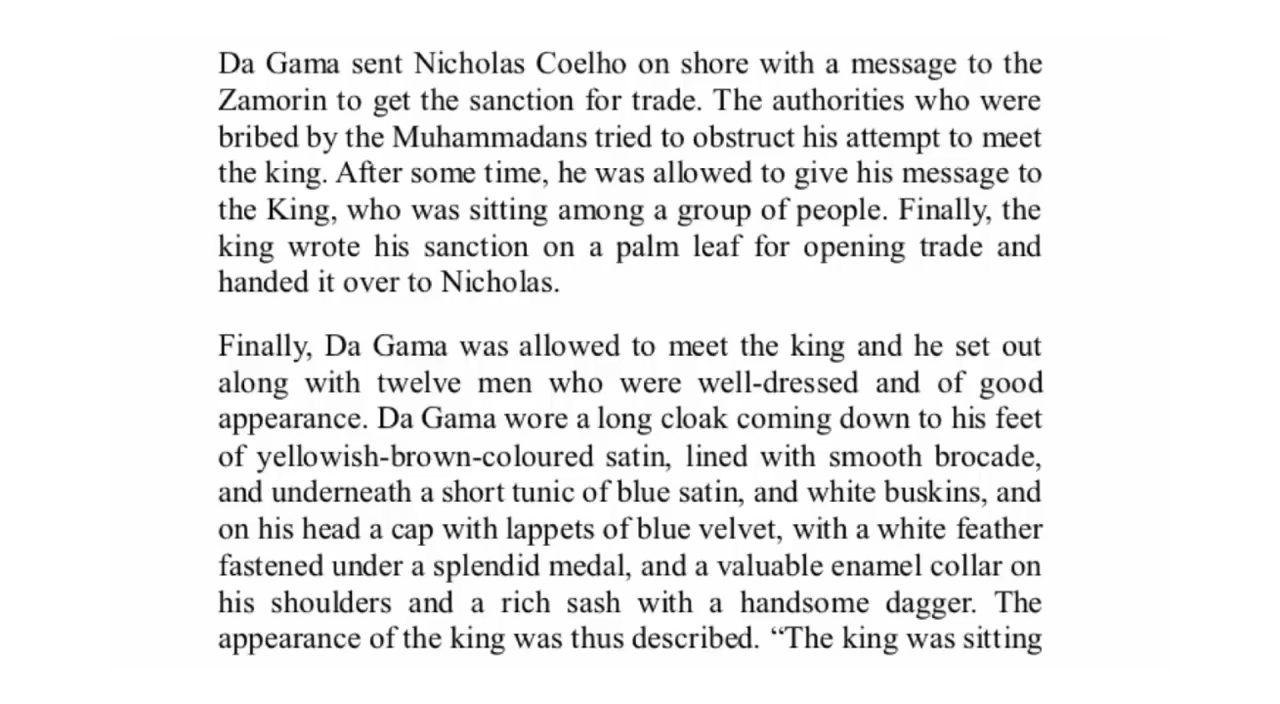 Da Gama sent Nicholas Coelho on shore with a message to the
Zamorin to get the sanction for trade. The authorities who were
bribed by the Muhammadans tried to obstruct his attempt to meet
the king. After some time, he was allowed to give his message to
the King, who was sitting among a group of people. Finally, the
king wrote his sanction on a palm leaf for opening trade and
handed it over to Nicholas.
Finally, Da Gama was allowed to meet the king and he set out
along with twelve men who were well-dressed and of good
appearance. Da Gama wore a long cloak coming down to his feet
of yellowish-brown-coloured satin, lined with smooth brocade,
and underneath a short tunic of blue satin, and white buskins, and
on his head a cap with lappets of blue velvet, with a white feather
fastened under a splendid medal, and a valuable enamel collar on
his shoulders and a rich sash with a handsome dagger. The
appearance of the king was thus described. “The king was sitting